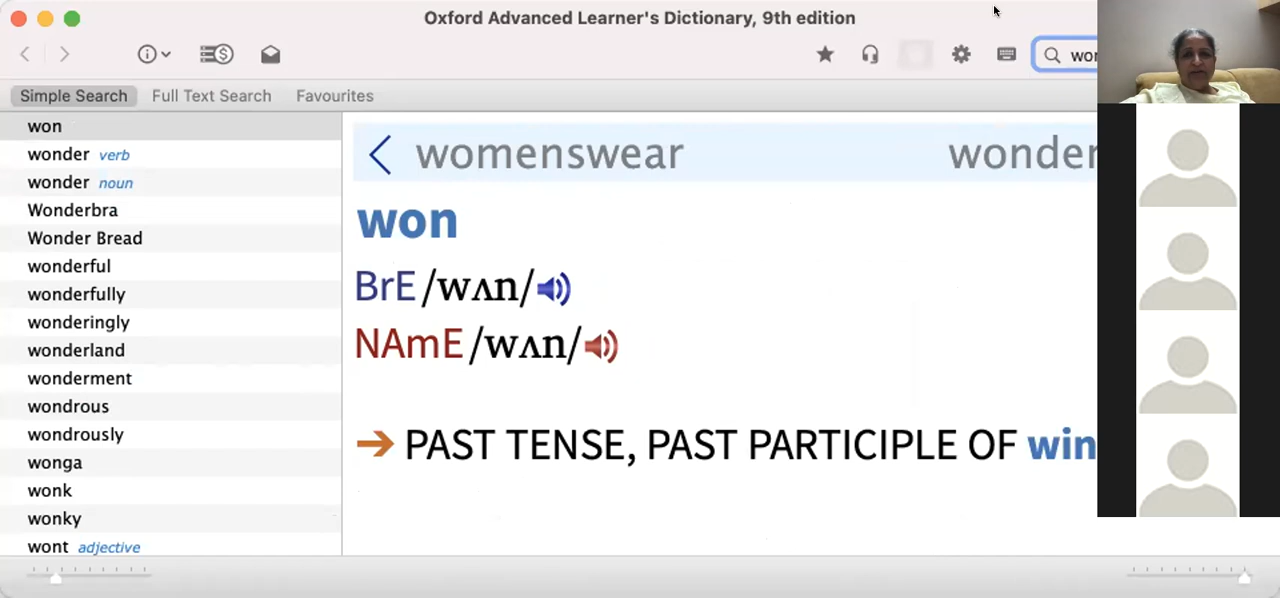 Oxford Advanced Learner's Dictionary, 9th edition
won
Simple Search Full Text Search Favourites
won
wonder verb
wonder noun
Wonderbra
Wonder Bread
wonderful
wonderfully
wonderingly
wonderland
wonderment
wondrous
wondrously
wonga
wonk
wonky
wont adjective
womenswear wonder
won
BrE /wʌn/
NAmE /wʌn/
➔ PAST TENSE, PAST PARTICIPLE OF win